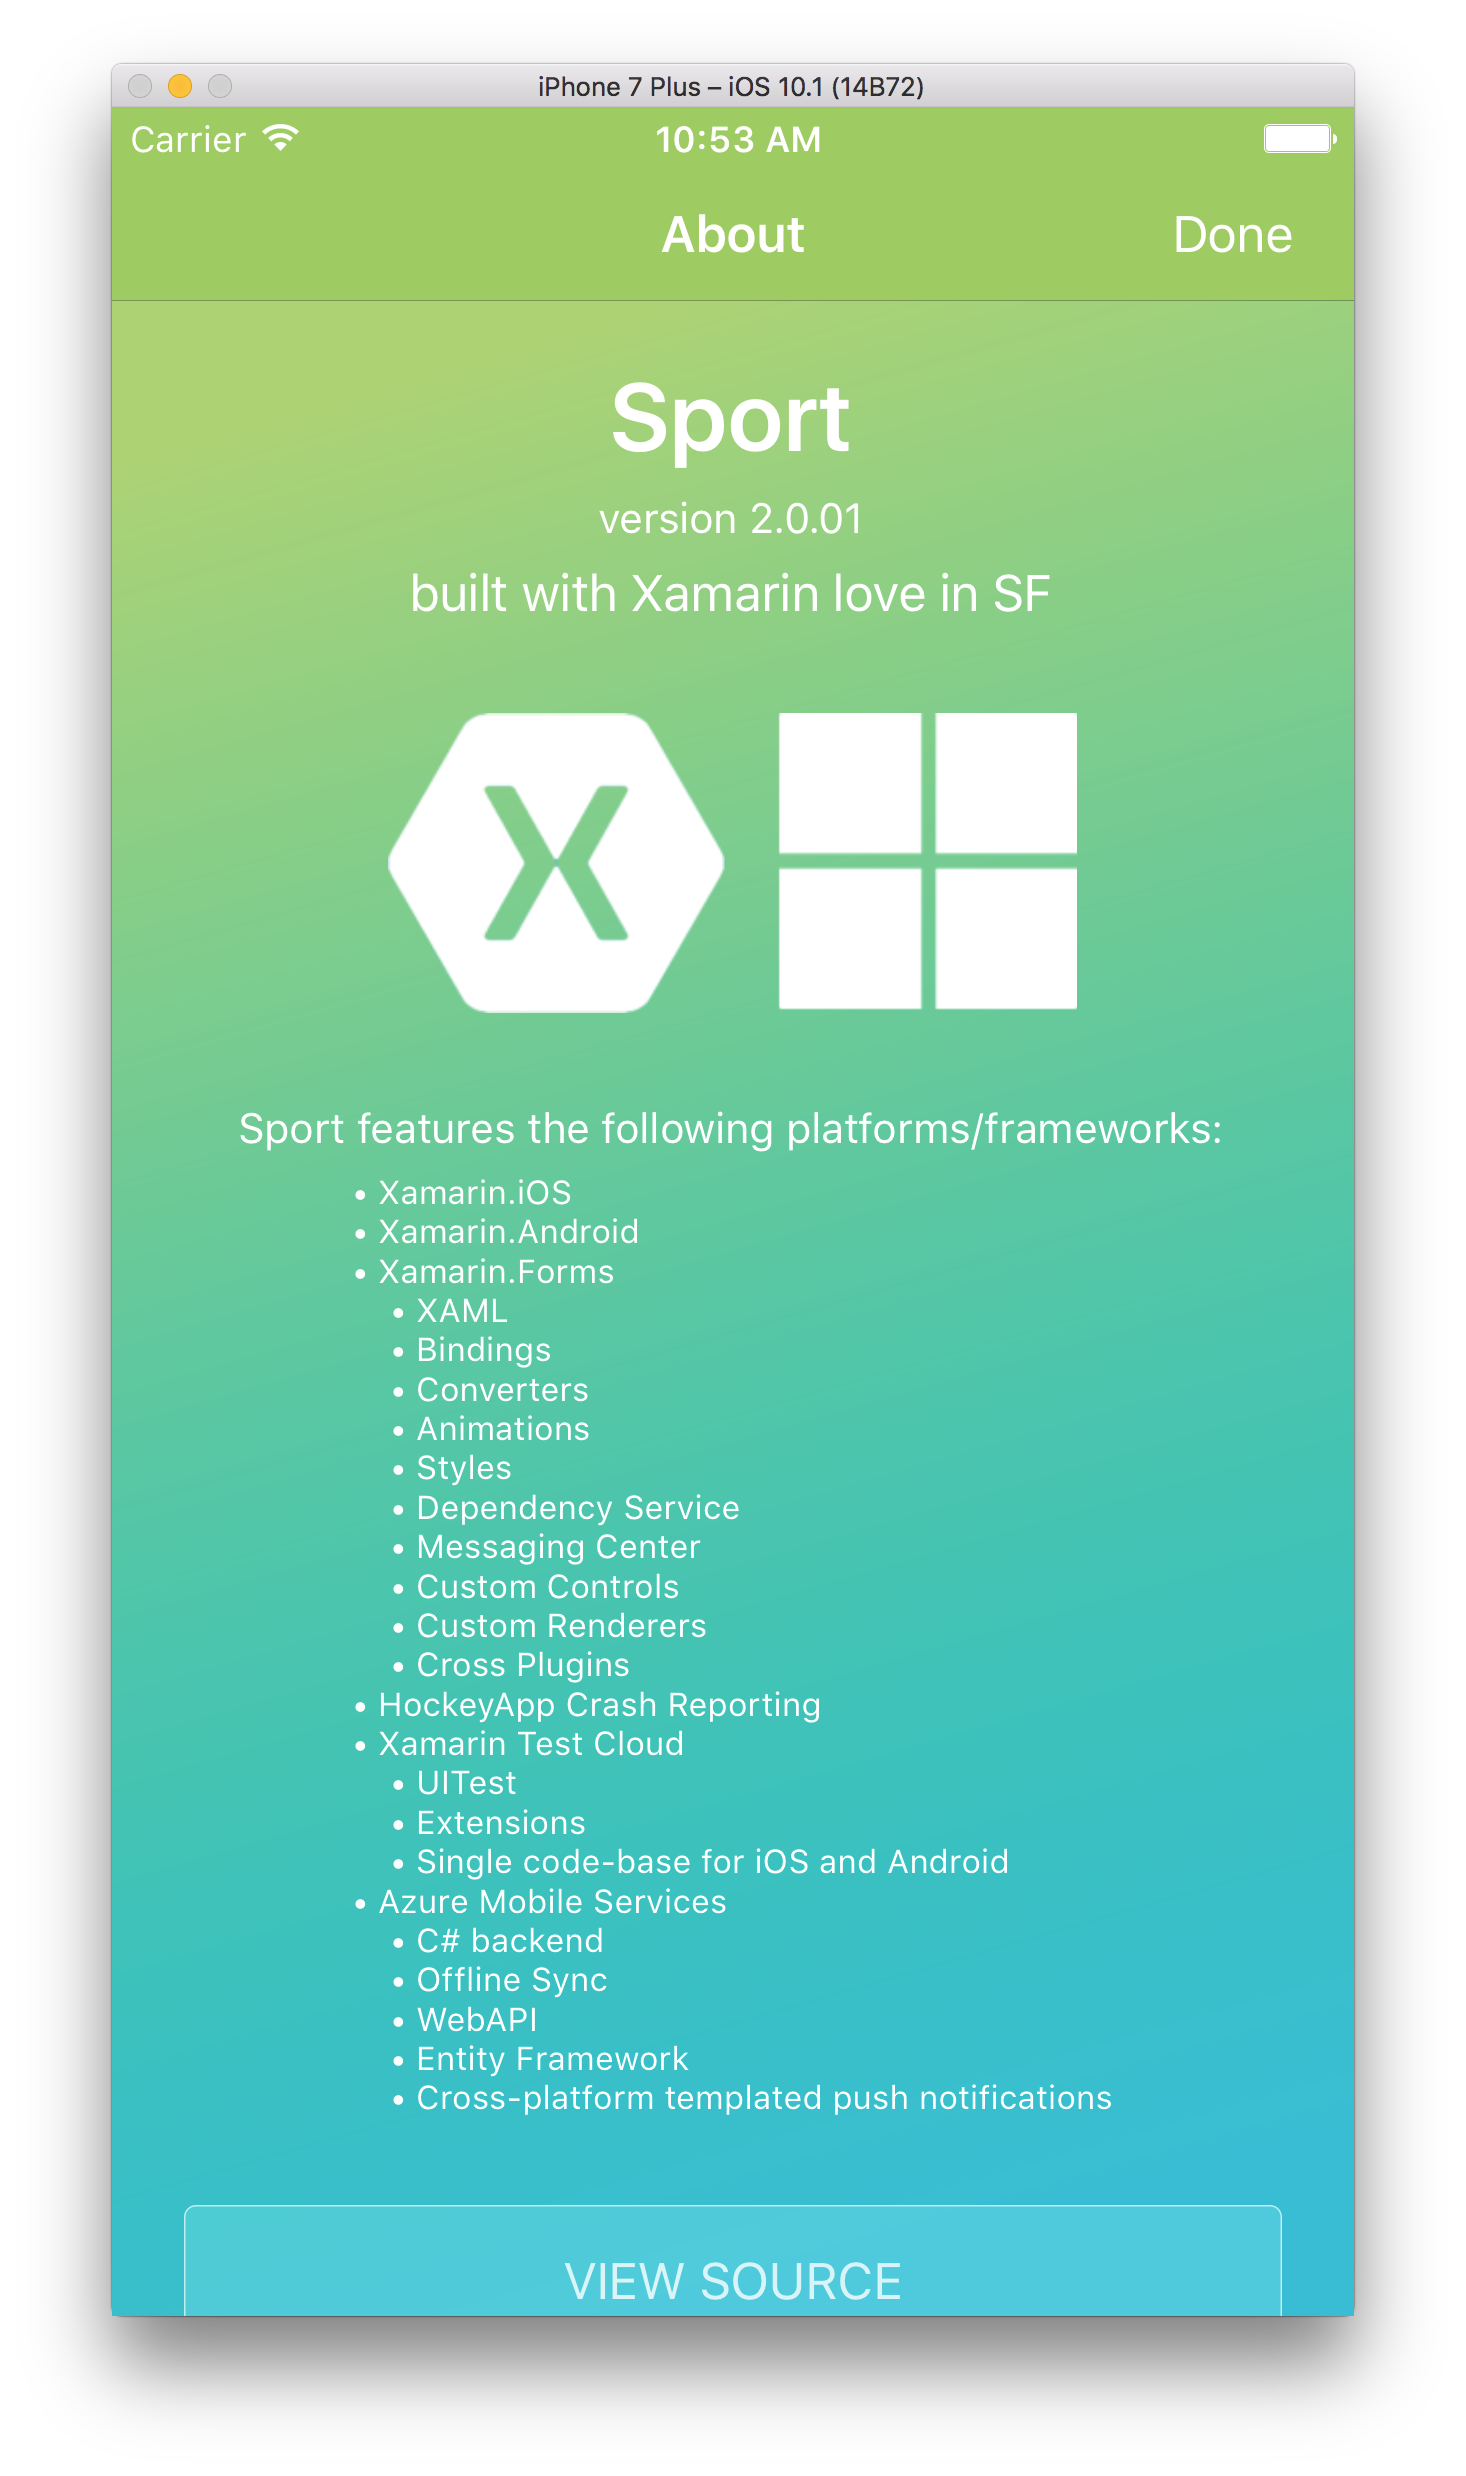 iPhone 7 Plus – iOS 10.1 (14B72)
Carrier 10:53 AM
About Done
Sport
version 2.0.01
built with Xamarin love in SF
X
Sport features the following platforms/frameworks:
• Xamarin.iOS
• Xamarin.Android
• Xamarin.Forms
• XAML
• Bindings
• Converters
• Animations
• Styles
• Dependency Service
• Messaging Center
• Custom Controls
• Custom Renderers
• Cross Plugins
• HockeyApp Crash Reporting
• Xamarin Test Cloud
• UITest
• Extensions
• Single code-base for iOS and Android
• Azure Mobile Services
• C# backend
• Offline Sync
• WebAPI
• Entity Framework
• Cross-platform templated push notifications
VIEW SOURCE